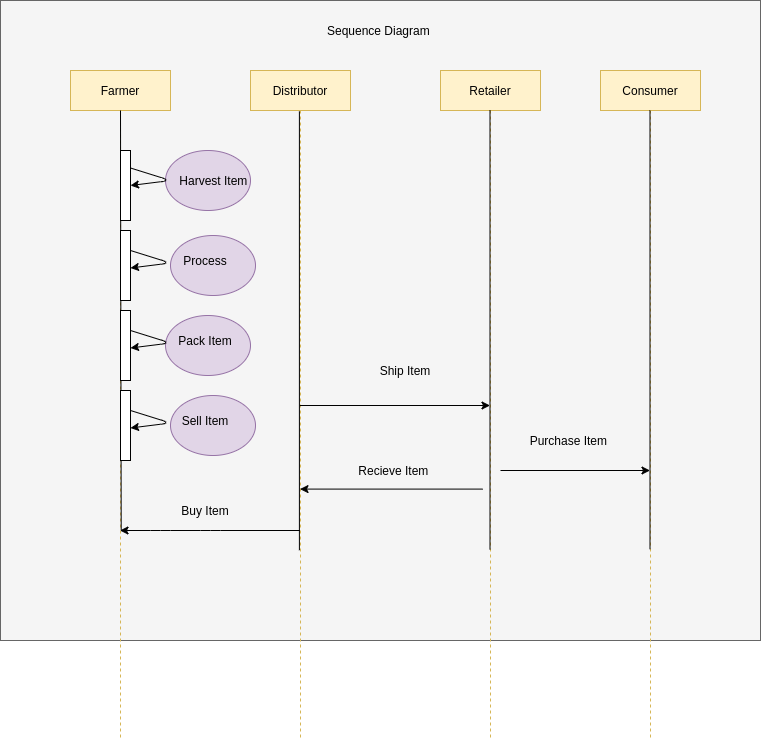 Sequence Diagram
Farmer
Distributor
Retailer
Consumer
Harvest Item
Process
Pack Item
Ship Item
Sell Item
Purchase Item
Recieve Item
Buy Item